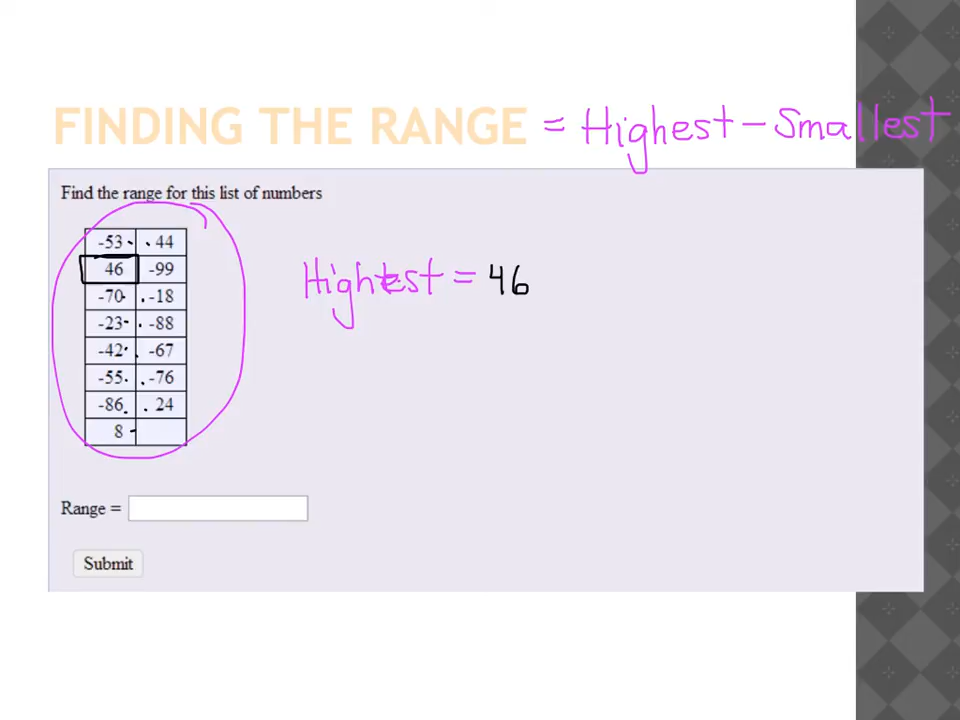 FINDING THE RANGE = Highest - Smallest
Find the range for this list of numbers
-53 44
46 -99
-70 -18
-23 -88
-42 -67
-55 -76
-86 24
8
Highest = 46
Range =
Submit